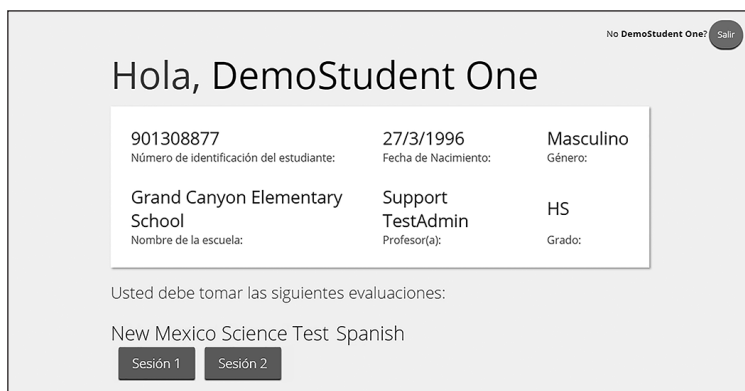 No DemoStudent One? Salir
Hola, DemoStudent One
901308877 27/3/1996 Masculino
Número de identificación del estudiante: Fecha de Nacimiento: Género:
Grand Canyon Elementary
School
Nombre de la escuela:
Support
TestAdmin
Profesor(a):
HS
Grado:
Usted debe tomar las siguientes evaluaciones:
New Mexico Science Test Spanish
Sesión 1 Sesión 2